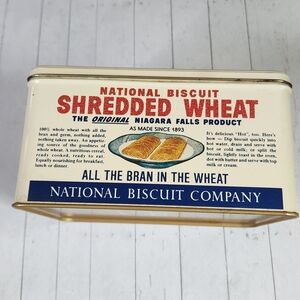 NATIONAL BISCUIT
SHREDDED WHEAT
THE ORIGINAL NIAGARA FALLS PRODUCT
AS MADE SINCE 1893
100% whole wheat with all the
bran and germ, nothing added,
nothing taken away. An appetiz-
ing source of the goodness of
whole wheat. A nutritious cereal,
ready cooked, ready to eat.
Equally nourishing for breakfast,
lunch or dinner.
It's delicious "Hot", too. Here's
how — Dip biscuit quickly into
hot water, drain and serve with
hot or cold milk; or split the
biscuit, lightly toast in the oven,
dot with butter and serve with top
milk or cream.
ALL THE BRAN IN THE WHEAT
NATIONAL BISCUIT COMPANY